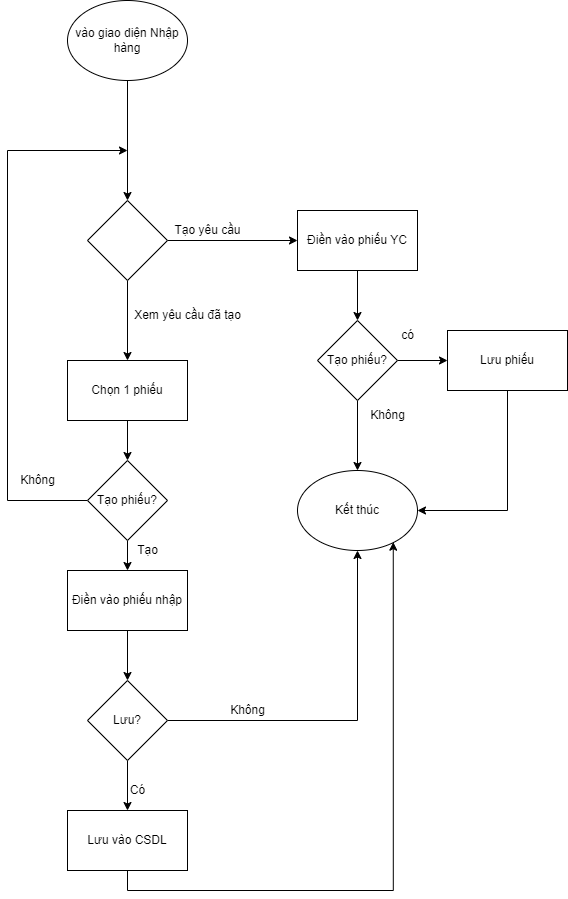 vào giao diện Nhập
hàng
Tạo yêu cầu
Điền vào phiếu YC
Xem yêu cầu đã tạo
có
Tạo phiếu?
Lưu phiếu
Chọn 1 phiếu
Không
Không
Tạo phiếu?
Kết thúc
Tạo
Điền vào phiếu nhập
Không
Lưu?
Có
Lưu vào CSDL